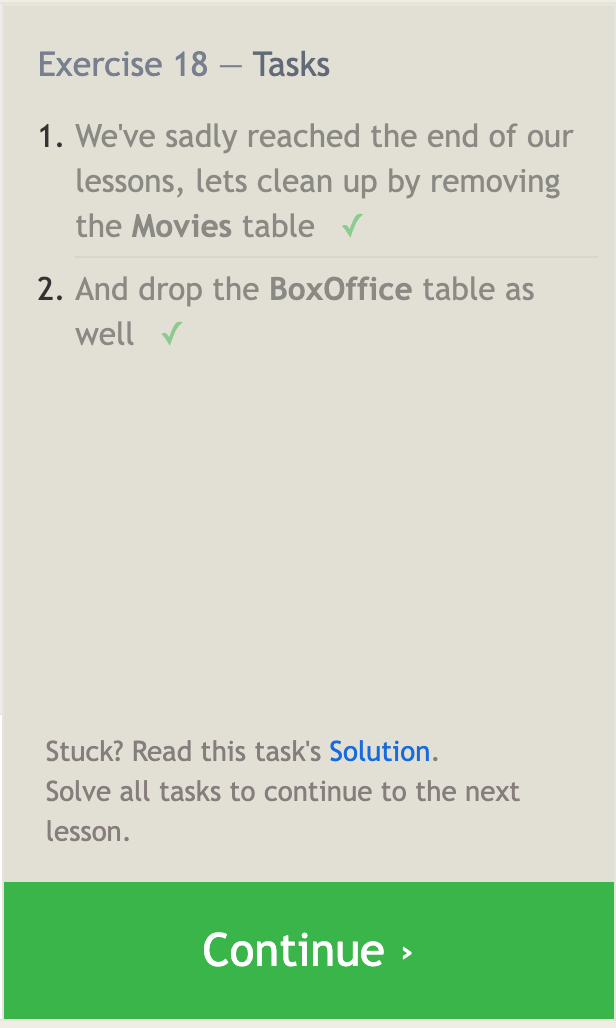 Exercise 18 — Tasks
1. We've sadly reached the end of our
lessons, lets clean up by removing
the Movies table ✓
2. And drop the BoxOffice table as
well ✓
Stuck? Read this task's Solution.
Solve all tasks to continue to the next
lesson.
Continue ›